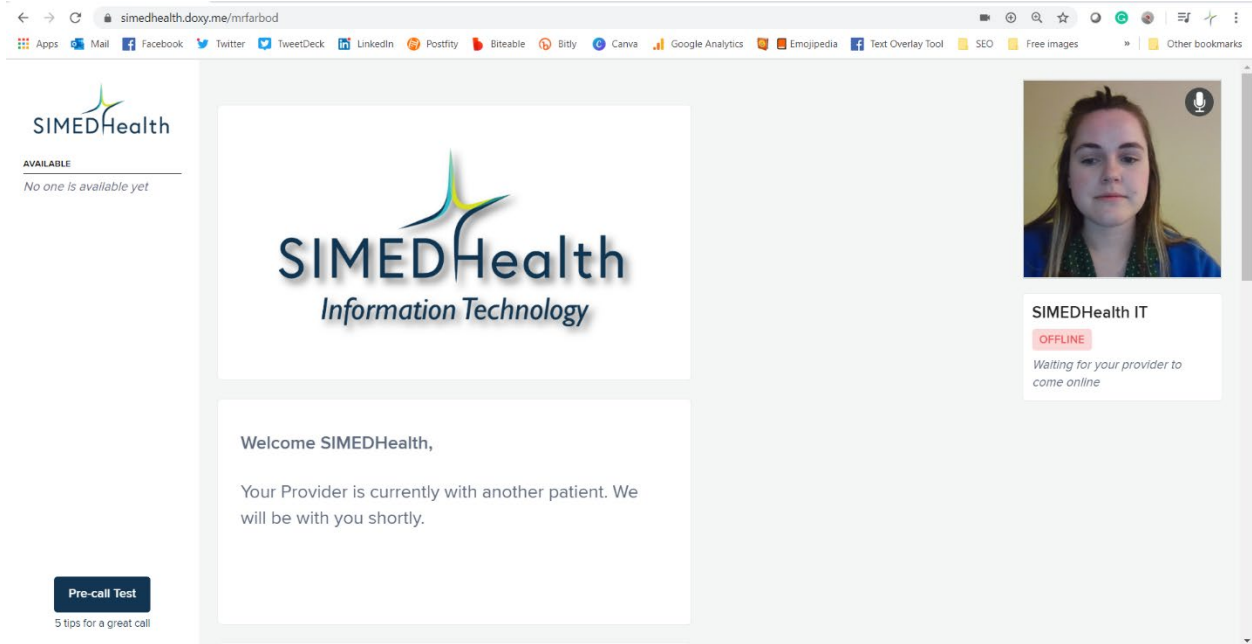 simedhealth.doxy.me/mrfarbod
Apps Mail Facebook Twitter TweetDeck LinkedIn Postfity Biteable Bitly Canva Google Analytics Emojipedia Text Overlay Tool SEO Free images » Other bookmarks
SIMEDHealth
AVAILABLE
No one is available yet
SIMEDHealth
Information Technology
Welcome SIMEDHealth,
Your Provider is currently with another patient. We
will be with you shortly.
SIMEDHealth IT
OFFLINE
Waiting for your provider to
come online
Pre-call Test
5 tips for a great call